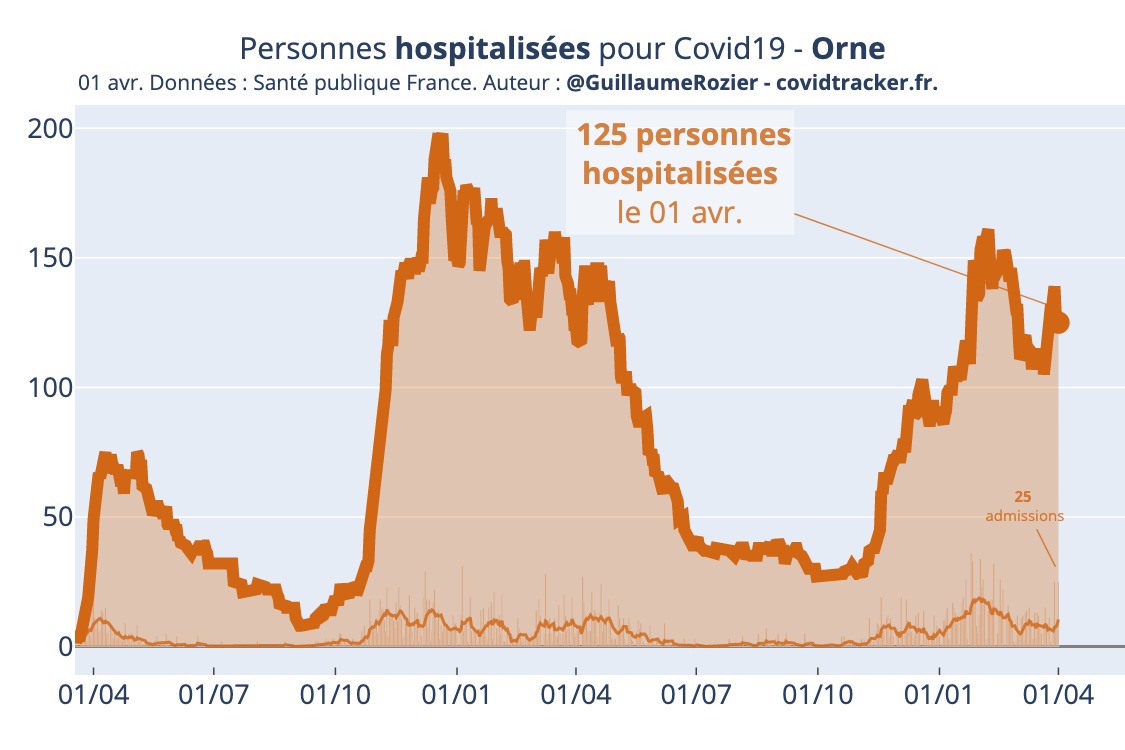 Personnes hospitalisées pour Covid19 - Orne
01 avr. Données : Santé publique France. Auteur : @GuillaumeRozier - covidtracker.fr.
125 personnes
hospitalisées
le 01 avr.
200
150
100
50
0
25
admissions
01/04 01/07 01/10 01/01 01/04 01/07 01/10 01/01 01/04